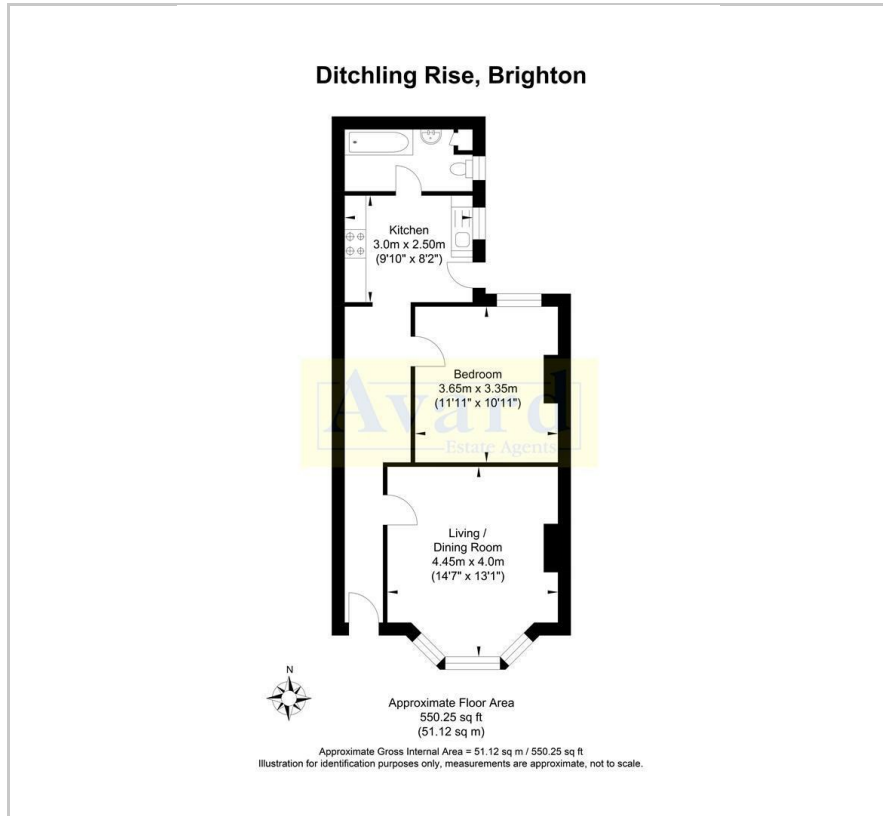 Ditchling Rise, Brighton
Kitchen
3.0m x 2.50m
(9'10" x 8'2")
Bedroom
3.65m x 3.35m
(11'11" x 10'11")
Avard
Estate Agents
Living /
Dining Room
4.45m x 4.0m
(14'7" x 13'1")
N
Approximate Floor Area
550.25 sq ft
(51.12 sq m)
Approximate Gross Internal Area = 51.12 sq m / 550.25 sq ft
Illustration for identification purposes only, measurements are approximate, not to scale.